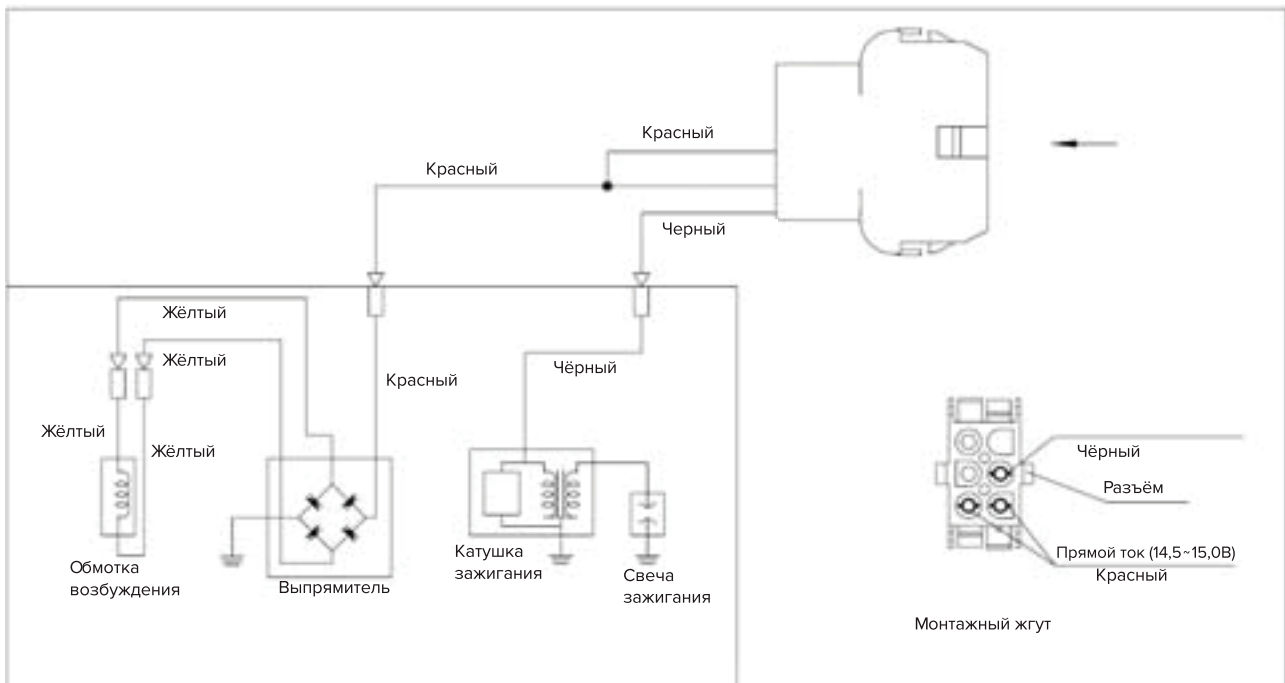 Красный
Красный
Черный
Жёлтый
Жёлтый
Чёрный
Красный
Жёлтый
Жёлтый
Чёрный
Разъём
Прямой ток (14,5~15,0В)
Красный
Катушка
зажигания
Обмотка
возбуждения
Выпрямитель
Свеча
зажигания
Монтажный жгут